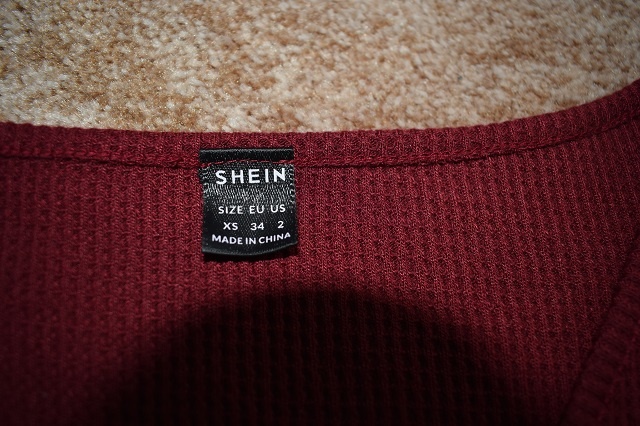 SHEIN
SIZE EU US
XS 34 2
MADE IN CHINA